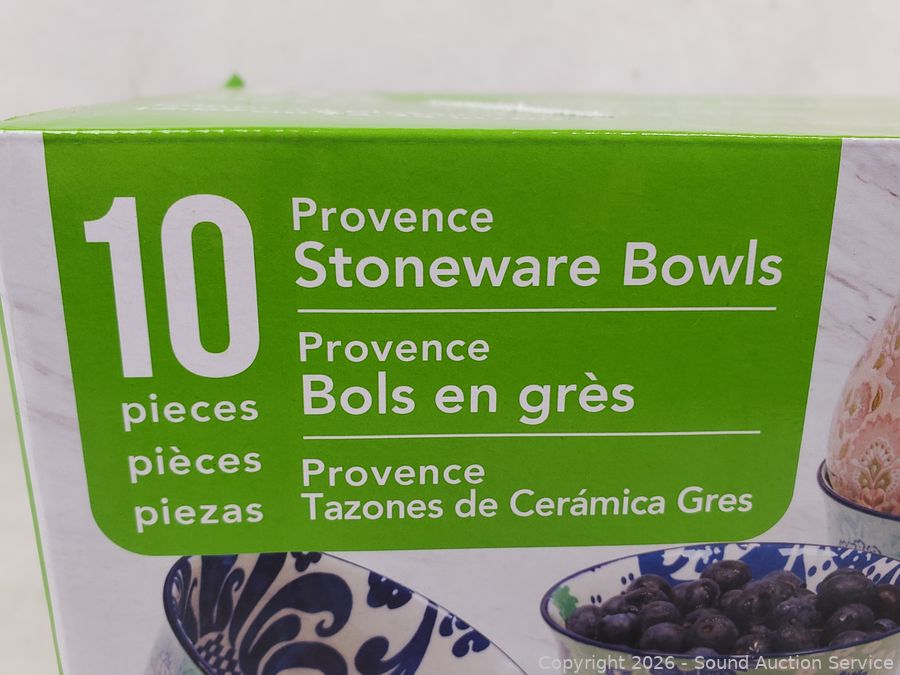 10
pieces
pièces
piezas
Provence
Stoneware Bowls
Provence
Bols en grès
Provence
Tazones de Cerámica Gres
Copyright 2026 - Sound Auction Service